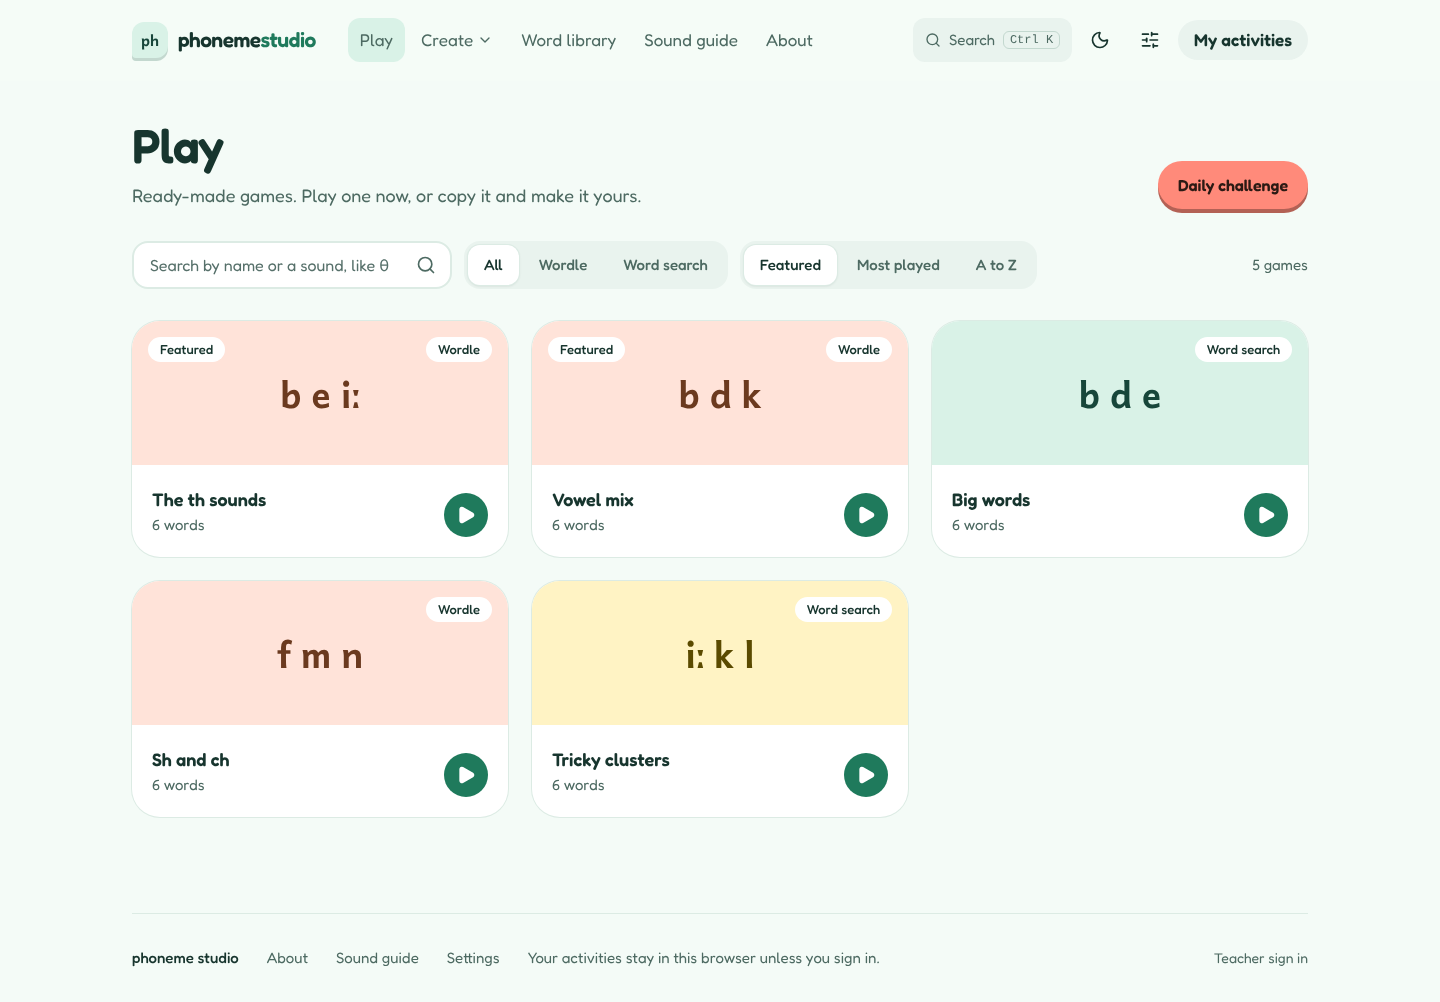 ph phonemestudio Play Create Word library Sound guide About Search Ctrl K My activities
Play
Ready-made games. Play one now, or copy it and make it yours.
Daily challenge
Search by name or a sound, like θ All Wordle Word search Featured Most played A to Z 5 games
Featured Wordle
b e iː
The th sounds
6 words
Featured Wordle
b d k
Vowel mix
6 words
Word search
b d e
Big words
6 words
Wordle
f m n
Sh and ch
6 words
Word search
iː k l
Tricky clusters
6 words
phoneme studio About Sound guide Settings Your activities stay in this browser unless you sign in. Teacher sign in